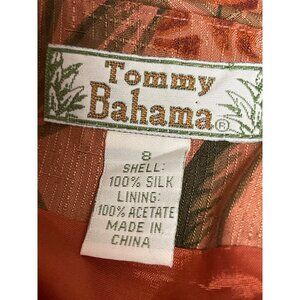 Tommy
Bahama®
8
SHELL:
100% SILK
LINING:
100% ACETATE
MADE IN
CHINA